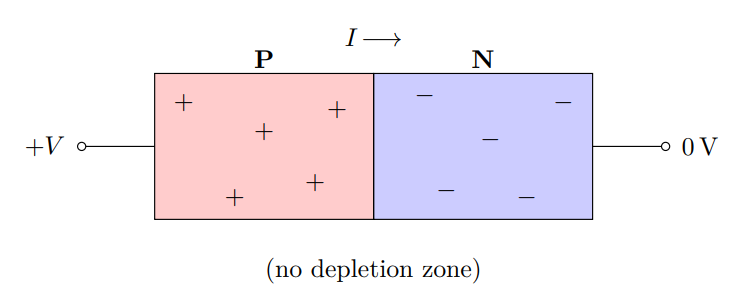 I →
P N
+ − −
+ +
+ −
+V 0 V
+ −
+ −
(no depletion zone)